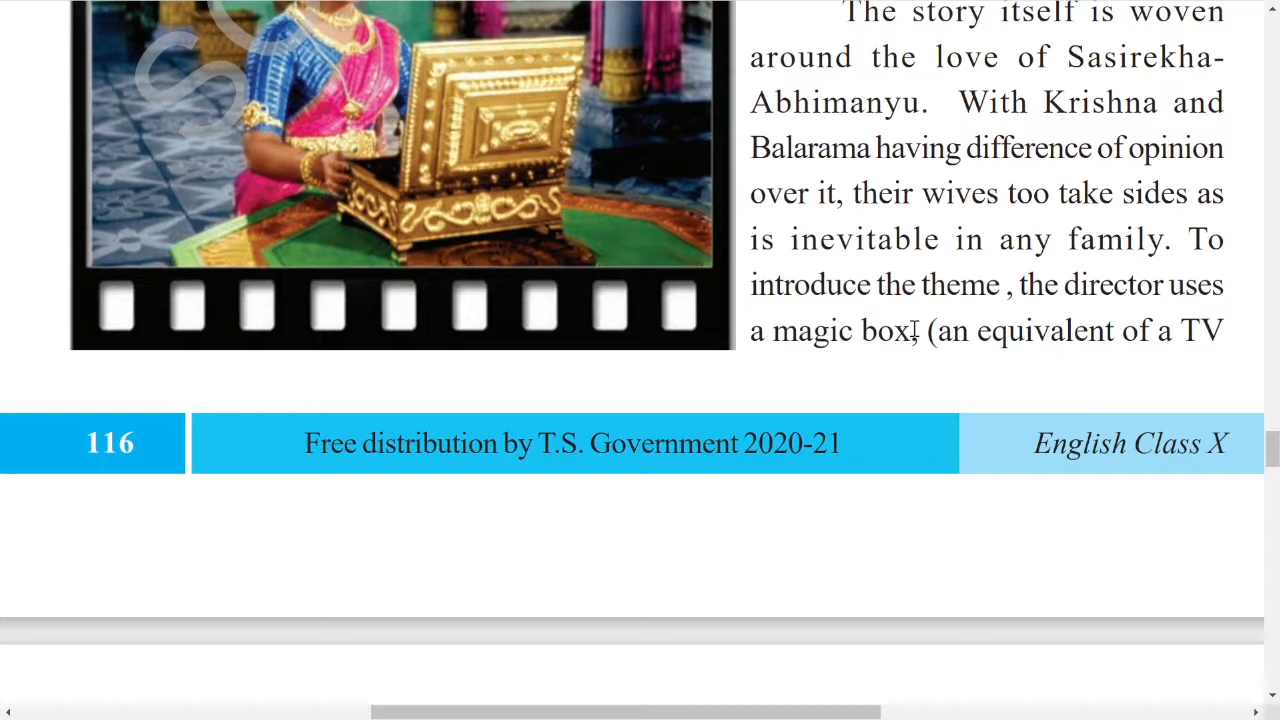 The story itself is woven
around the love of Sasirekha-
Abhimanyu. With Krishna and
Balarama having difference of opinion
over it, their wives too take sides as
is inevitable in any family. To
introduce the theme , the director uses
a magic box, (an equivalent of a TV
116
Free distribution by T.S. Government 2020-21
English Class X